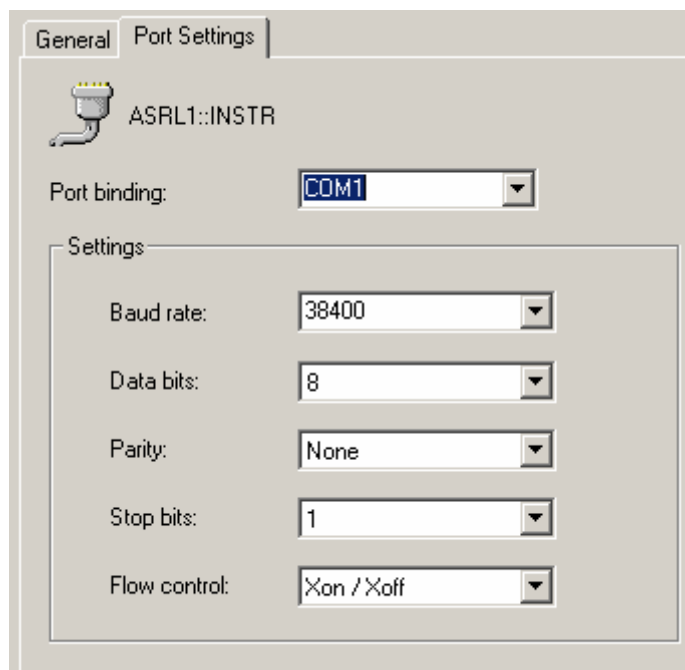 General Port Settings
ASRL1::INSTR
Port binding: COM1
Settings
Baud rate: 38400
Data bits: 8
Parity: None
Stop bits: 1
Flow control: Xon / Xoff